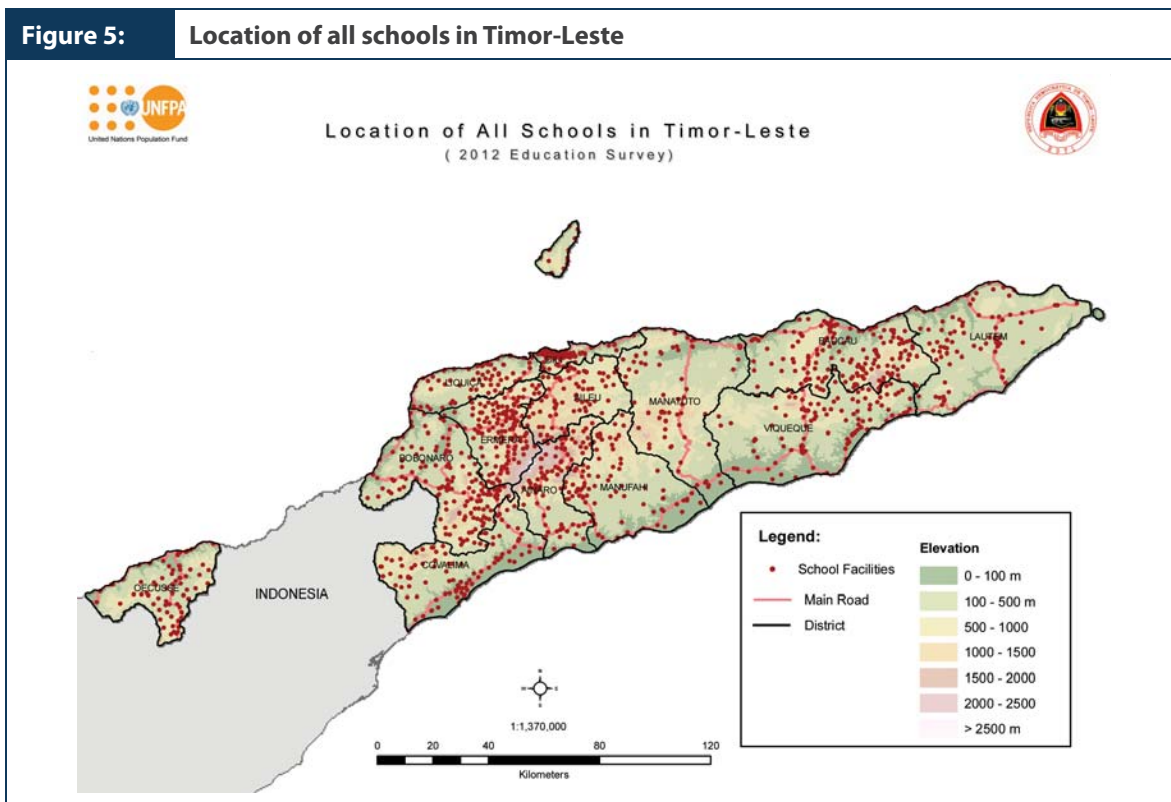 Figure 5:
Location of all schools in Timor-Leste
UNFPA
United Nations Population Fund
Location of All Schools in Timor-Leste
( 2012 Education Survey)
RDTL
BAUCAU
LAUTEM
LIQUICA
AILEU
MANATUTO
VIQUEQUE
ERMERA
BOBONARO
AINARO
MANUFAHI
COVALIMA
OECUSSE
INDONESIA
Legend:
School Facilities
Main Road
District
Elevation
0 - 100 m
100 - 500 m
500 - 1000
1000 - 1500
1500 - 2000
2000 - 2500
> 2500 m
N
W
E
S
1:1,370,000
0 20 40 80 120
Kilometers